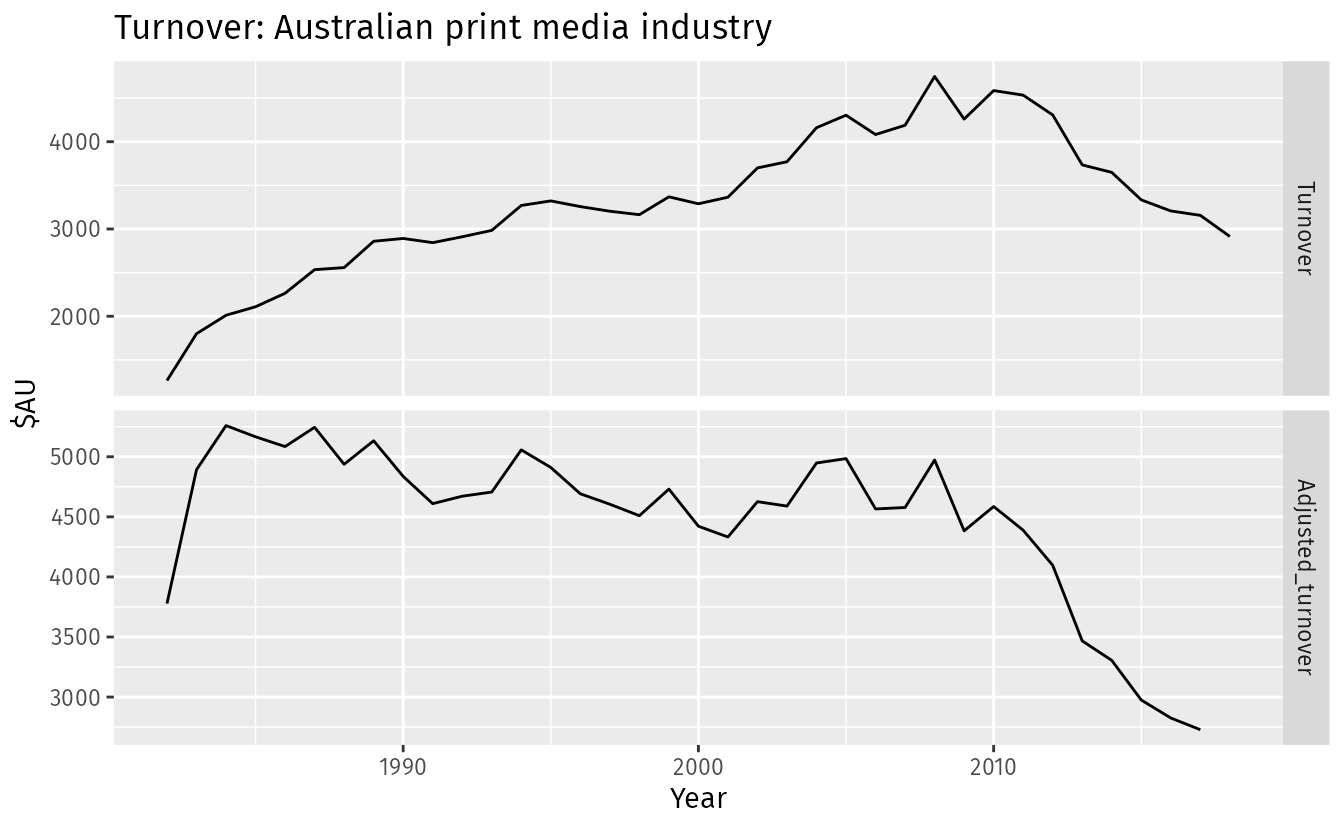 Turnover: Australian print media industry
4000
3000
2000
Turnover
$AU
5000
4500
4000
3500
3000
Adjusted_turnover
1990
2000
2010
Year